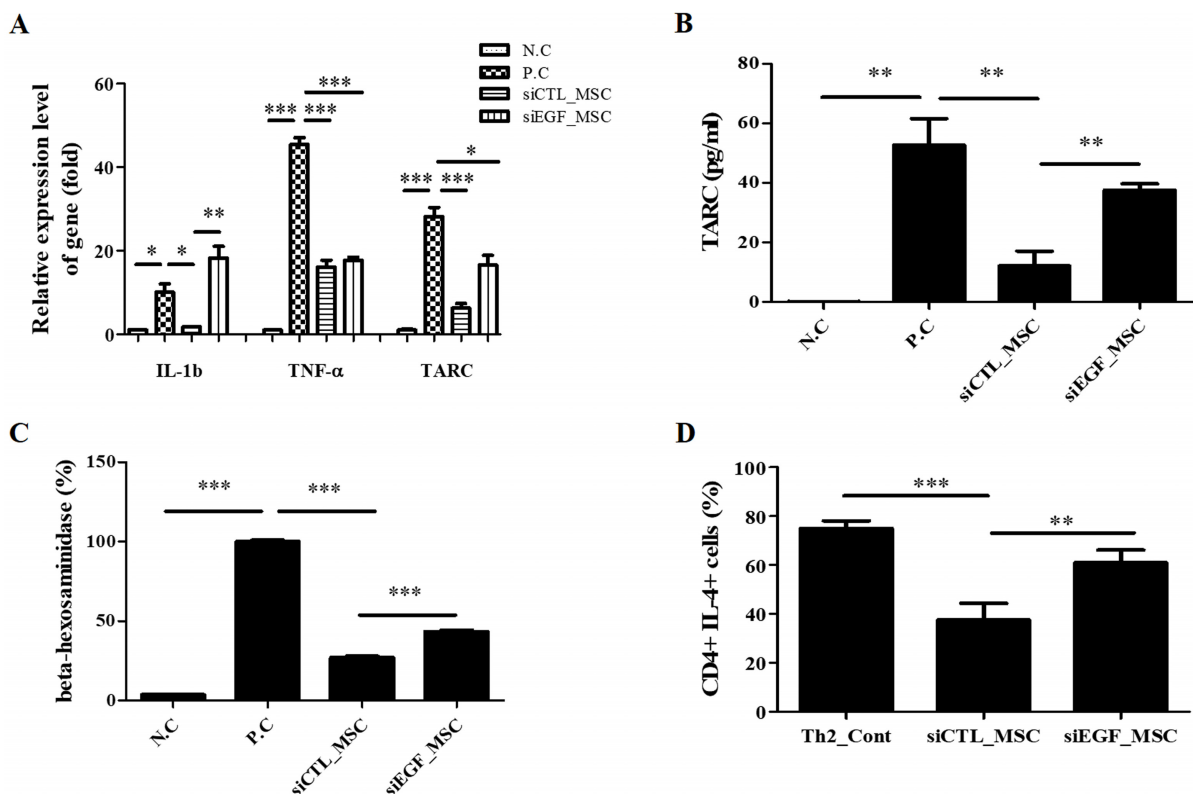 A
N.C
P.C
siCTL_MSC
siEGF_MSC
Relative expression level
of gene (fold)
60
40
20
0
* * **
*** *** ***
*** *** *
IL-1b TNF-α TARC
B
TARC (pg/ml)
80
60
40
20
0
** ** **
N.C P.C siCTL_MSC siEGF_MSC
C
beta-hexosaminidase (%)
150
100
50
0
*** *** ***
N.C P.C siCTL_MSC siEGF_MSC
D
CD4+ IL-4+ cells (%)
100
80
60
40
20
0
*** **
Th2_Cont siCTL_MSC siEGF_MSC